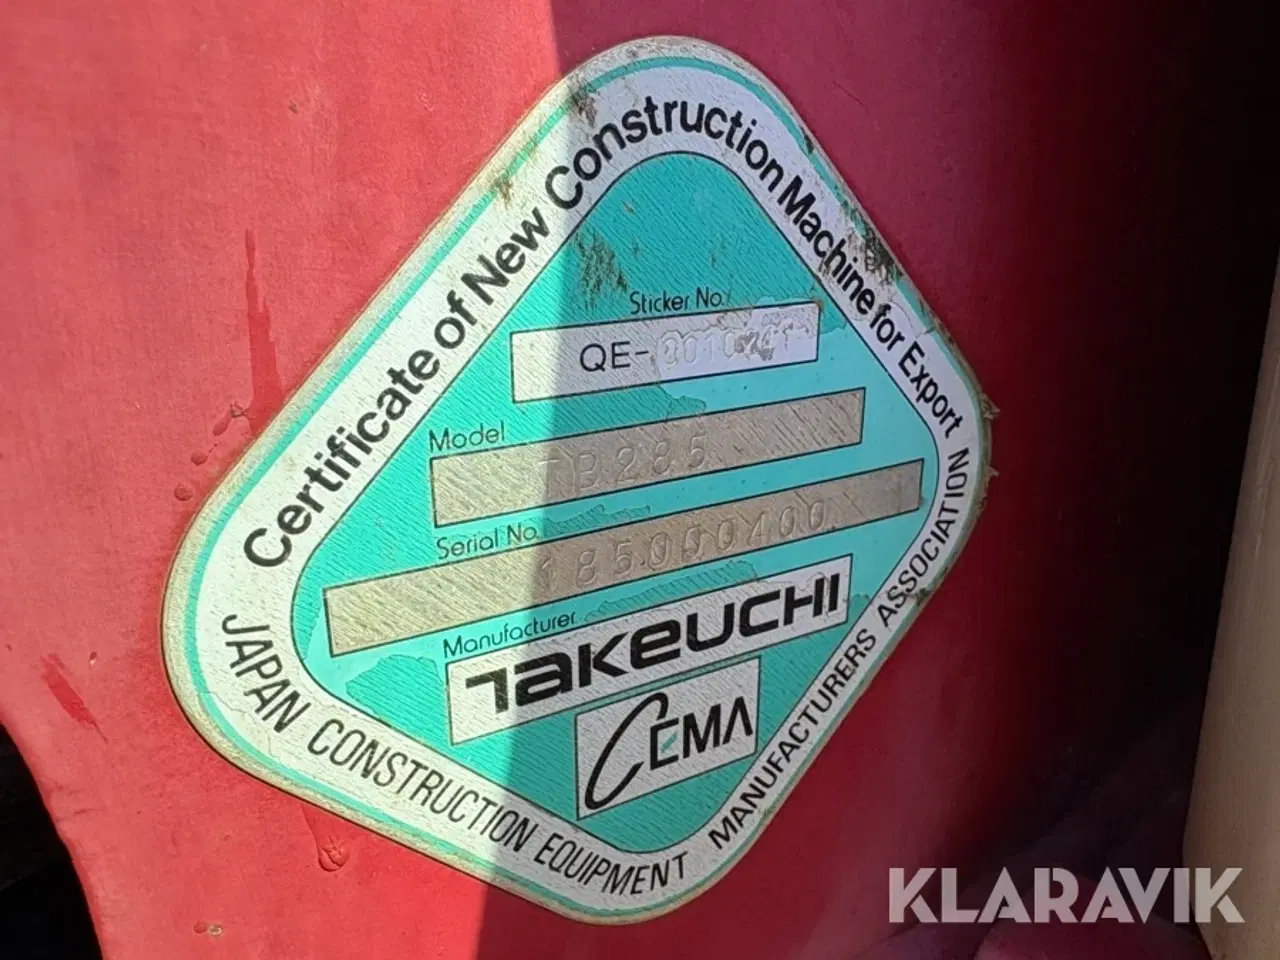 Certificate of New Construction Machine for Export
Sticker No.
QE-
Model
TB285
Serial No.
185000400
Manufacturer
TAKEUCHI
CEMA
JAPAN CONSTRUCTION EQUIPMENT MANUFACTURERS ASSOCIATION
KLARAVIK